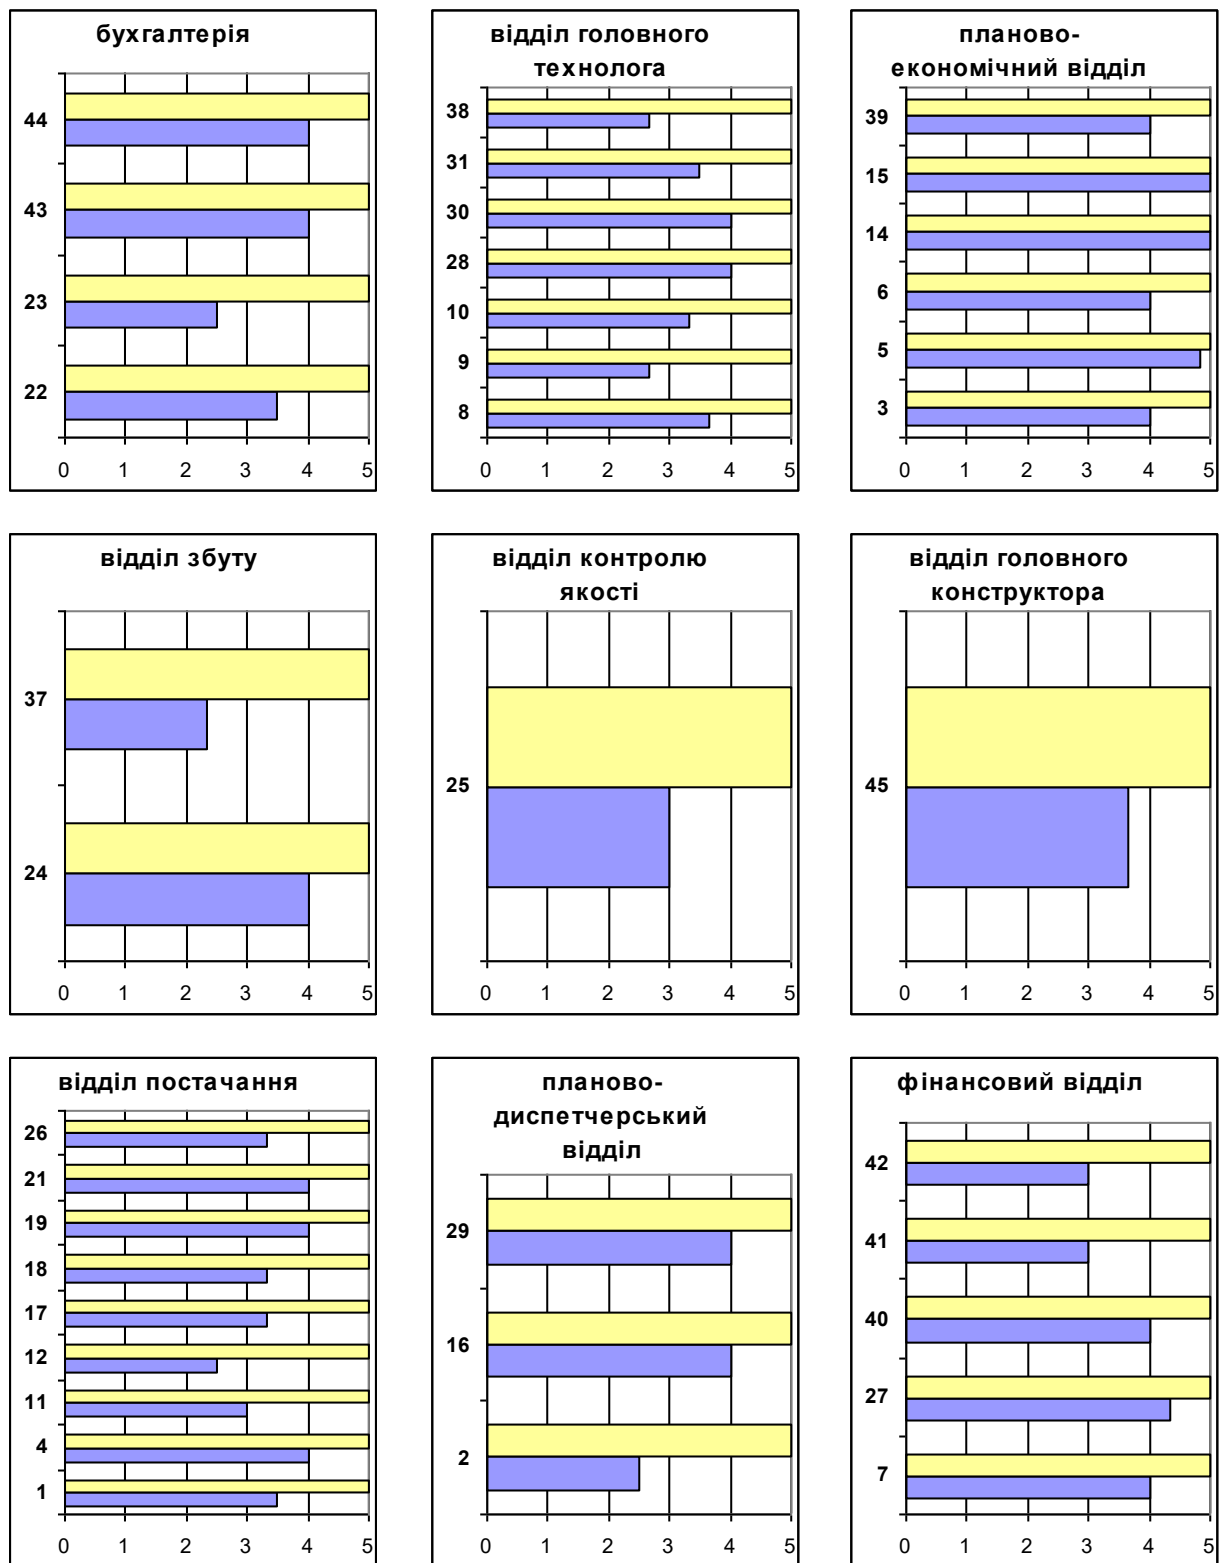 бухгалтерія
44
43
23
22
0 1 2 3 4 5
відділ головного
технолога
38
31
30
28
10
9
8
0 1 2 3 4 5
планово-
економічний відділ
39
15
14
6
5
3
0 1 2 3 4 5
відділ збуту
37
24
0 1 2 3 4 5
відділ контролю
якості
25
0 1 2 3 4 5
відділ головного
конструктора
45
0 1 2 3 4 5
відділ постачання
26
21
19
18
17
12
11
4
1
0 1 2 3 4 5
планово-
диспетчерський
відділ
29
16
2
0 1 2 3 4 5
фінансовий відділ
42
41
40
27
7
0 1 2 3 4 5